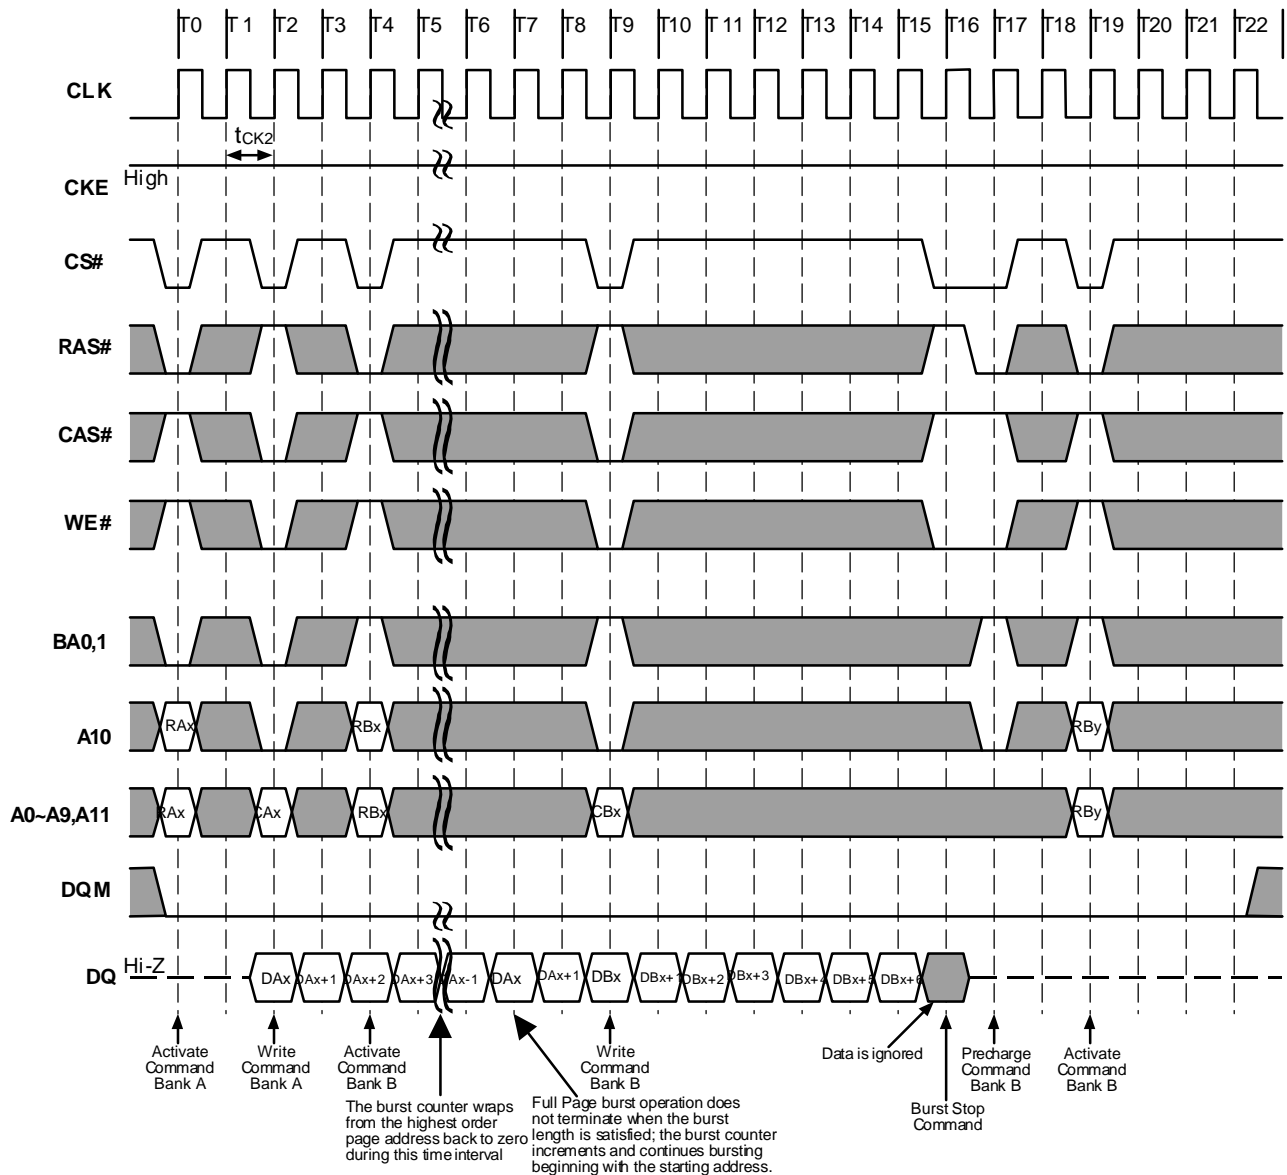 T0 T1 T2 T3 T4 T5 T6 T7 T8 T9 T10 T11 T12 T13 T14 T15 T16 T17 T18 T19 T20 T21 T22
CLK
tCK2
High
CKE
CS#
RAS#
CAS#
WE#
BA0,1
A10
RAx RBx RBy
A0~A9,A11
RAx CAx RBx CBx RBy
DQM
DQ
Hi-Z
DAx DAx+1 DAx+2 DAx+3 DAx-1 DAx DAx+1 DBx DBx+1 DBx+2 DBx+3 DBx+4 DBx+5 DBx+6
Activate
Command
Bank A
Write
Command
Bank A
Activate
Command
Bank B
The burst counter wraps
from the highest order
page address back to zero
during this time interval
Full Page burst operation does
not terminate when the burst
length is satisfied; the burst counter
increments and continues bursting
beginning with the starting address.
Write
Command
Bank B
Data is ignored
Burst Stop
Command
Precharge
Command
Bank B
Activate
Command
Bank B